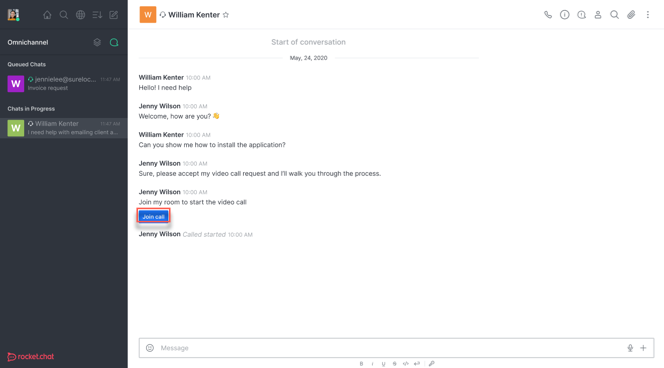 Omnichannel
Queued Chats
W
jennielee@sureloc... 11:47 AM
Invoice request
Chats in Progress
W
William Kenter 11:47 AM
I need help with emailing client a...
rocket.chat
W William Kenter
Start of conversation
May, 24, 2020
William Kenter 10:00 AM
Hello! I need help
Jenny Wilson 10:00 AM
Welcome, how are you? 👋
William Kenter 10:00 AM
Can you show me how to install the application?
Jenny Wilson 10:00 AM
Sure, please accept my video call request and I'll walk you through the process.
Jenny Wilson 10:00 AM
Join my room to start the video call
Join call
Jenny Wilson Called started 10:00 AM
Message
B I U S </>